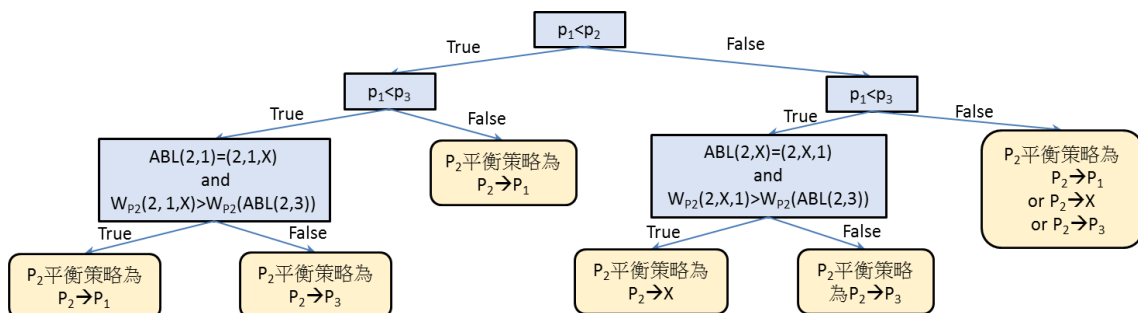 p₁<p₂
True
False
p₁<p₃
p₁<p₃
True
False
True
False
ABL(2,1)=(2,1,X)
and
W_P2(2, 1,X)>W_P2(ABL(2,3))
P₂平衡策略為
P₂→P₁
ABL(2,X)=(2,X,1)
and
W_P2(2,X,1)>W_P2(ABL(2,3))
P₂平衡策略為
P₂→P₁
or P₂→X
or P₂→P₃
True
False
True
False
P₂平衡策略為
P₂→P₁
P₂平衡策略為
P₂→P₃
P₂平衡策略為
P₂→X
P₂平衡策略
為P₂→P₃